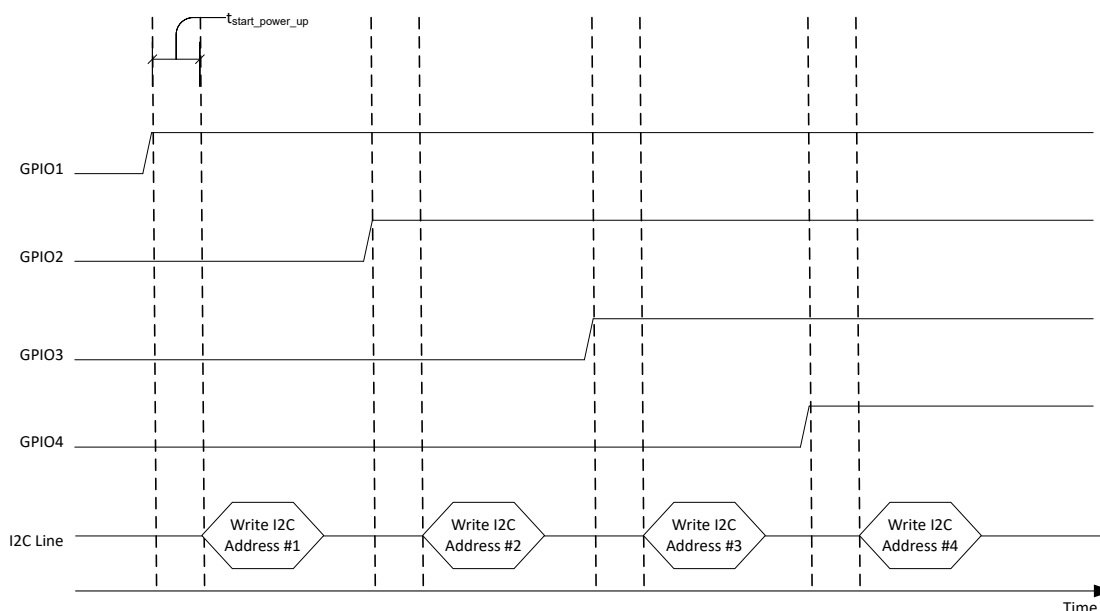 tstart_power_up
GPIO1
GPIO2
GPIO3
GPIO4
I2C Line
Write I2C
Address #1
Write I2C
Address #2
Write I2C
Address #3
Write I2C
Address #4
Time